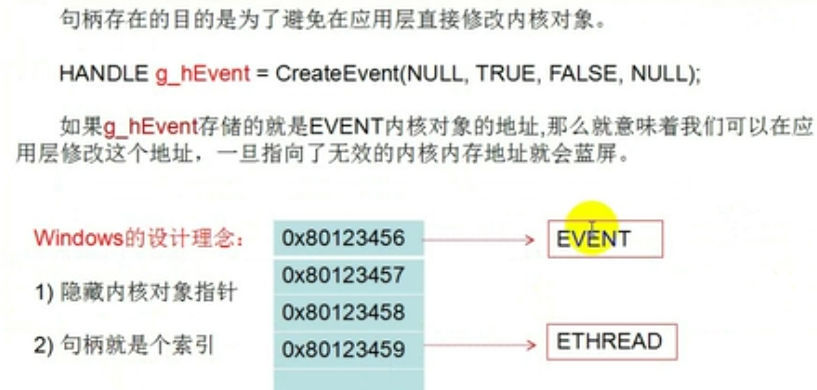 句柄存在的目的是为了避免在应用层直接修改内核对象。
HANDLE g_hEvent = CreateEvent(NULL, TRUE, FALSE, NULL);
如果g_hEvent存储的就是EVENT内核对象的地址,那么就意味着我们可以在应
用层修改这个地址，一旦指向了无效的内核内存地址就会蓝屏。
Windows的设计理念：
1) 隐藏内核对象指针
2) 句柄就是个索引
0x80123456
0x80123457
0x80123458
0x80123459
EVENT
ETHREAD